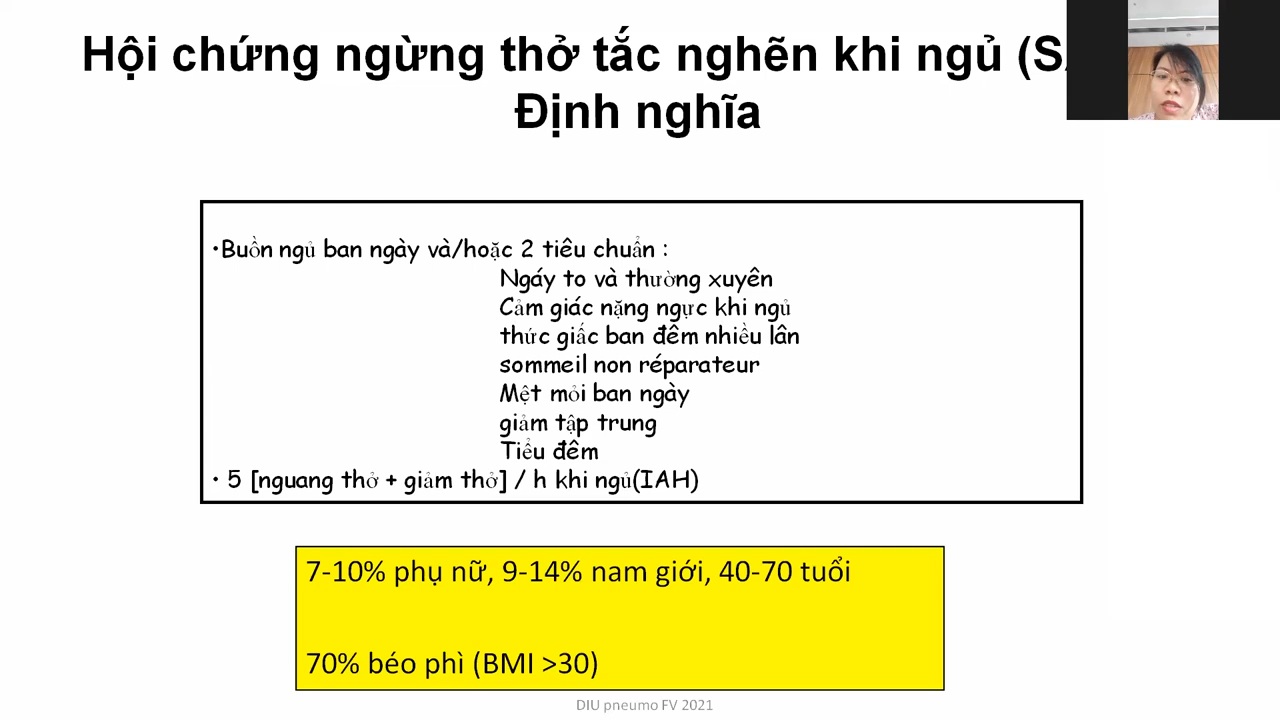 Hội chứng ngừng thở tắc nghẽn khi ngủ
Định nghĩa
•Buồn ngủ ban ngày và/hoặc 2 tiêu chuẩn :
Ngáy to và thường xuyên
Cảm giác nặng ngực khi ngủ
thức giấc ban đêm nhiều lân
sommeil non réparateur
Mệt mỏi ban ngày
giảm tập trung
Tiểu đêm
• 5 [nguang thở + giảm thở] / h khi ngủ(IAH)
7-10% phụ nữ, 9-14% nam giới, 40-70 tuổi
70% béo phì (BMI >30)
DIU pneumo FV 2021